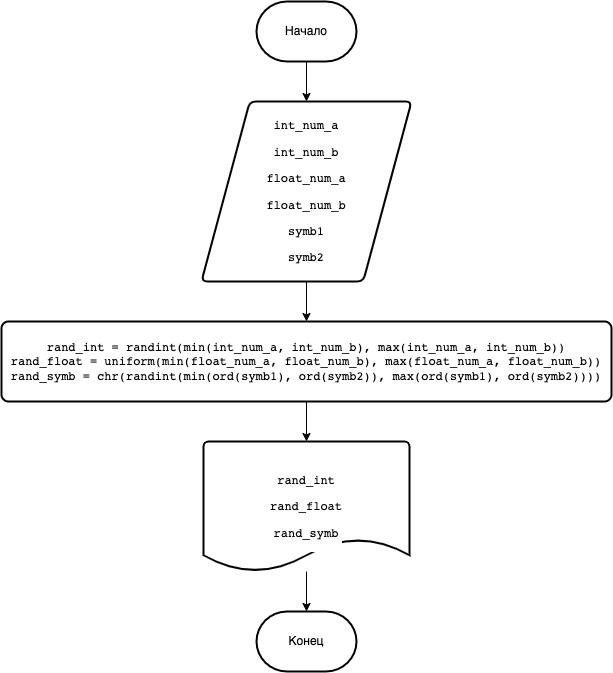 Начало
int_num_a
int_num_b
float_num_a
float_num_b
symb1
symb2
rand_int = randint(min(int_num_a, int_num_b), max(int_num_a, int_num_b))
rand_float = uniform(min(float_num_a, float_num_b), max(float_num_a, float_num_b))
rand_symb = chr(randint(min(ord(symb1), ord(symb2)), max(ord(symb1), ord(symb2))))
rand_int
rand_float
rand_symb
Конец